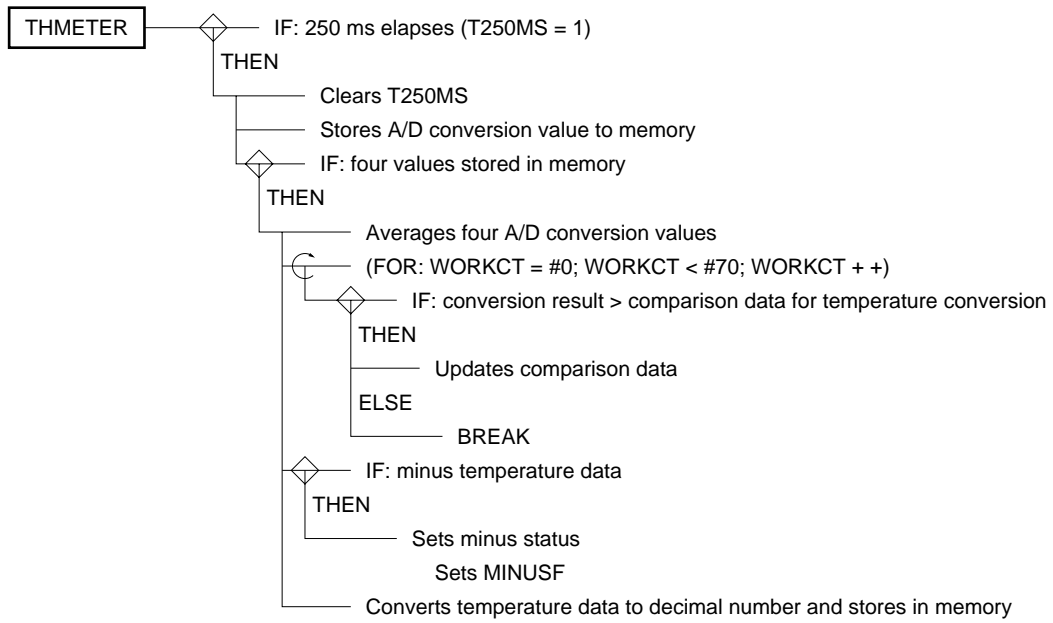 THMETER
IF: 250 ms elapses (T250MS = 1)
THEN
Clears T250MS
Stores A/D conversion value to memory
IF: four values stored in memory
THEN
Averages four A/D conversion values
(FOR: WORKCT = #0; WORKCT < #70; WORKCT + +)
IF: conversion result > comparison data for temperature conversion
THEN
Updates comparison data
ELSE
BREAK
IF: minus temperature data
THEN
Sets minus status
Sets MINUSF
Converts temperature data to decimal number and stores in memory